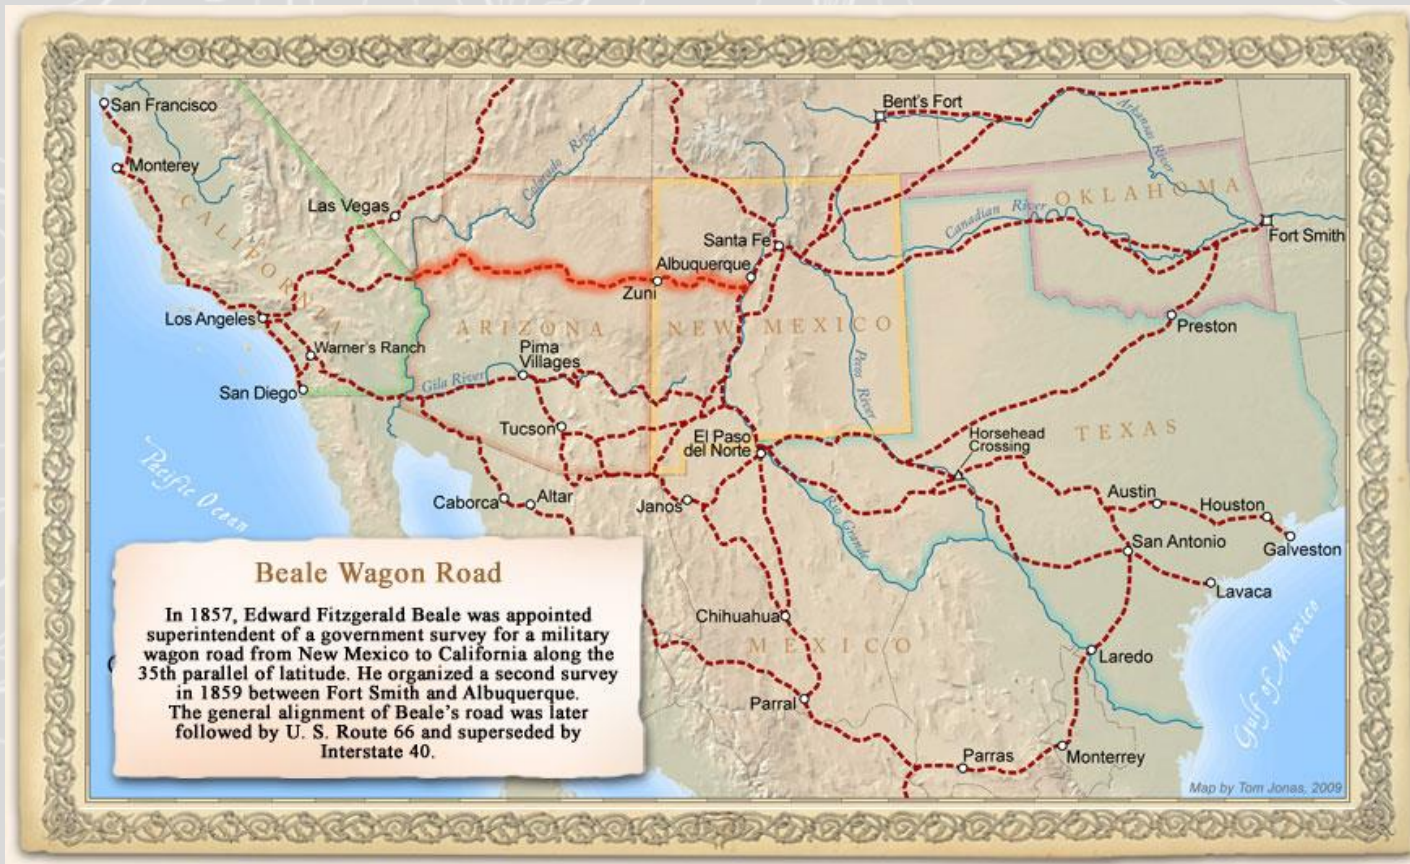 San Francisco
Monterey
CALIFORNIA
Las Vegas
Colorado River
Bent's Fort
Arkansas River
OKLAHOMA
Canadian River
Fort Smith
Santa Fe
Albuquerque
Zuni
Los Angeles
Warner's Ranch
San Diego
ARIZONA
NEW MEXICO
Pima
Villages
Gila River
Pecos River
Preston
Tucson
El Paso
del Norte
Horsehead
Crossing
TEXAS
Caborca
Altar
Janos
Rio Grande
Austin
Houston
San Antonio
Galveston
Lavaca
Pacific Ocean
Chihuahua
MEXICO
Laredo
Gulf of Mexico
Parral
Parras
Monterrey
Beale Wagon Road
In 1857, Edward Fitzgerald Beale was appointed
superintendent of a government survey for a military
wagon road from New Mexico to California along the
35th parallel of latitude. He organized a second survey
in 1859 between Fort Smith and Albuquerque.
The general alignment of Beale's road was later
followed by U. S. Route 66 and superseded by
Interstate 40.
Map by Tom Jonas, 2009